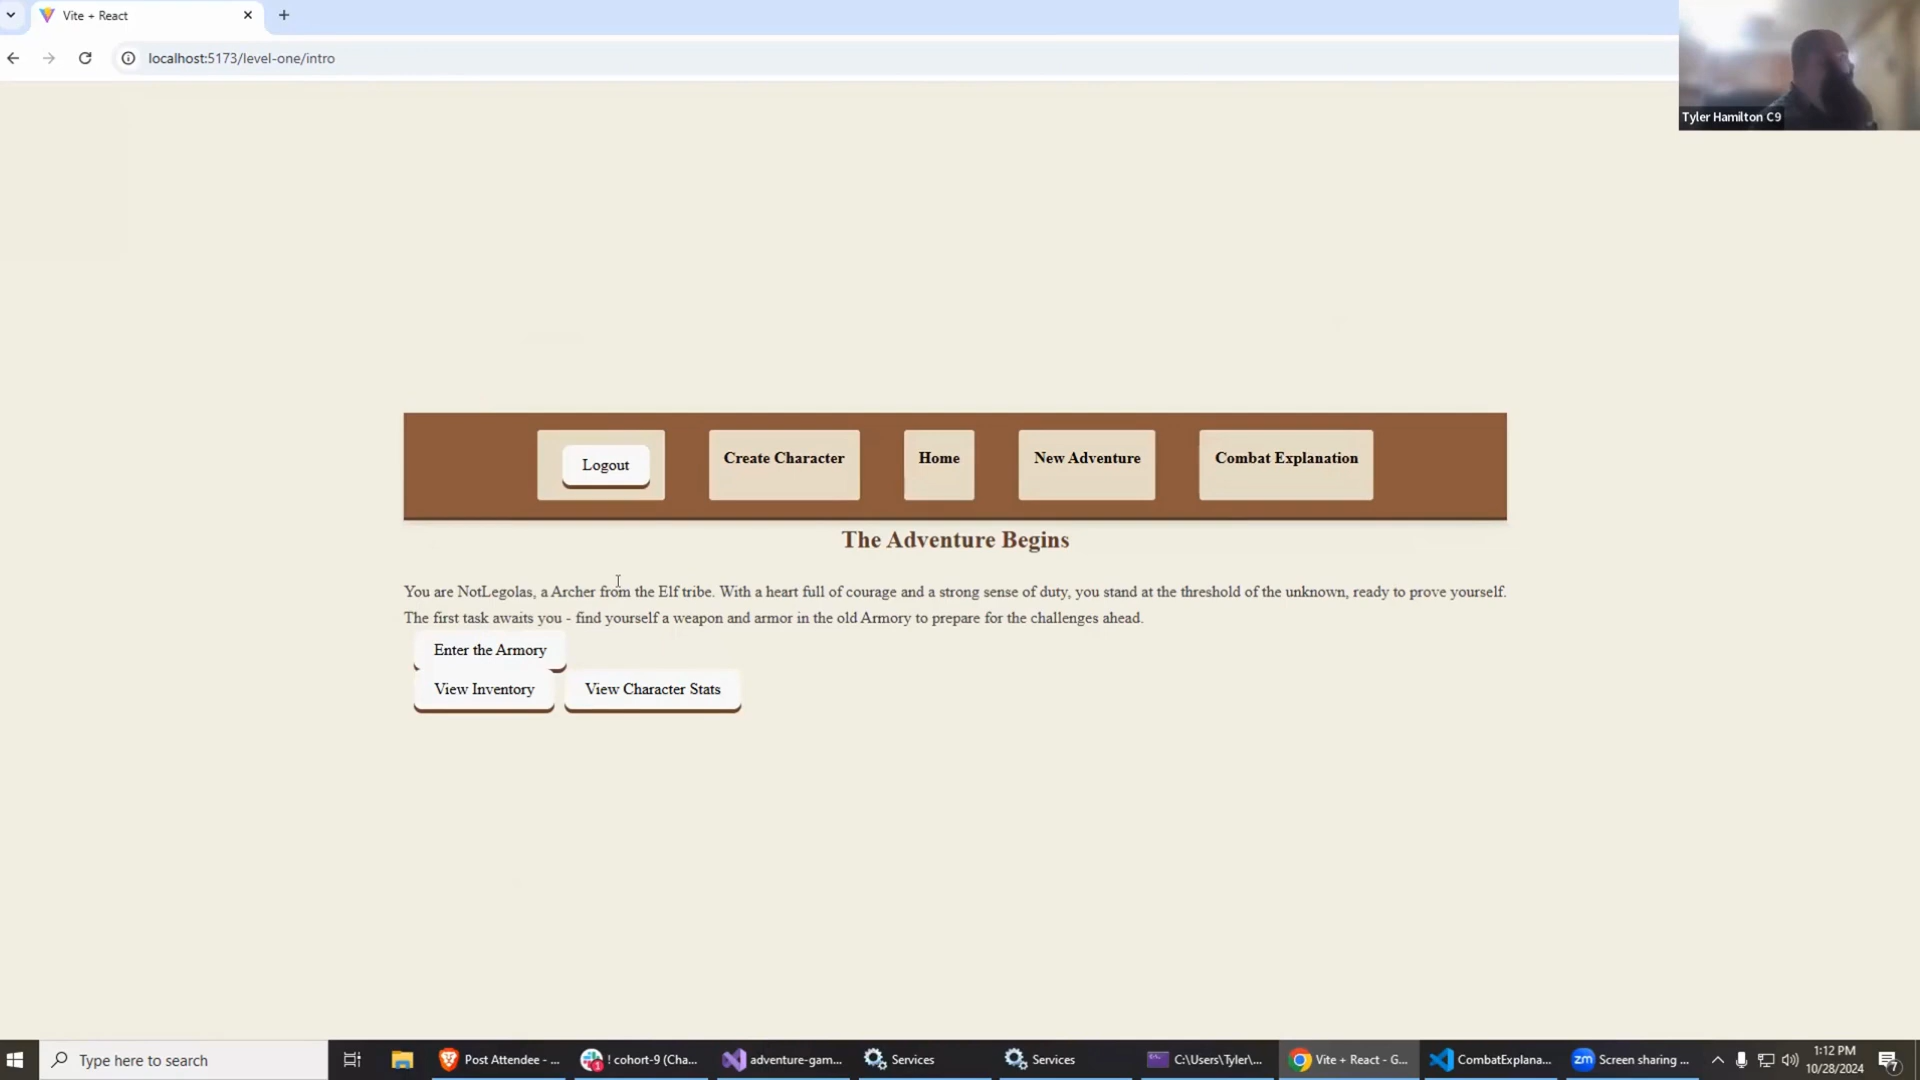 Vite + React
localhost:5173/level-one/intro
Tyler Hamilton C9
Logout
Create Character
Home
New Adventure
Combat Explanation
The Adventure Begins
You are NotLegolas, a Archer from the Elf tribe. With a heart full of courage and a strong sense of duty, you stand at the threshold of the unknown, ready to prove yourself.
The first task awaits you - find yourself a weapon and armor in the old Armory to prepare for the challenges ahead.
Enter the Armory
View Inventory
View Character Stats
Type here to search
Post Attendee - ...
! cohort-9 (Cha...
adventure-gam...
Services
Services
C:\Users\Tyler\...
Vite + React - G...
CombatExplana...
zm
Screen sharing ...
1:12 PM
10/28/2024
7